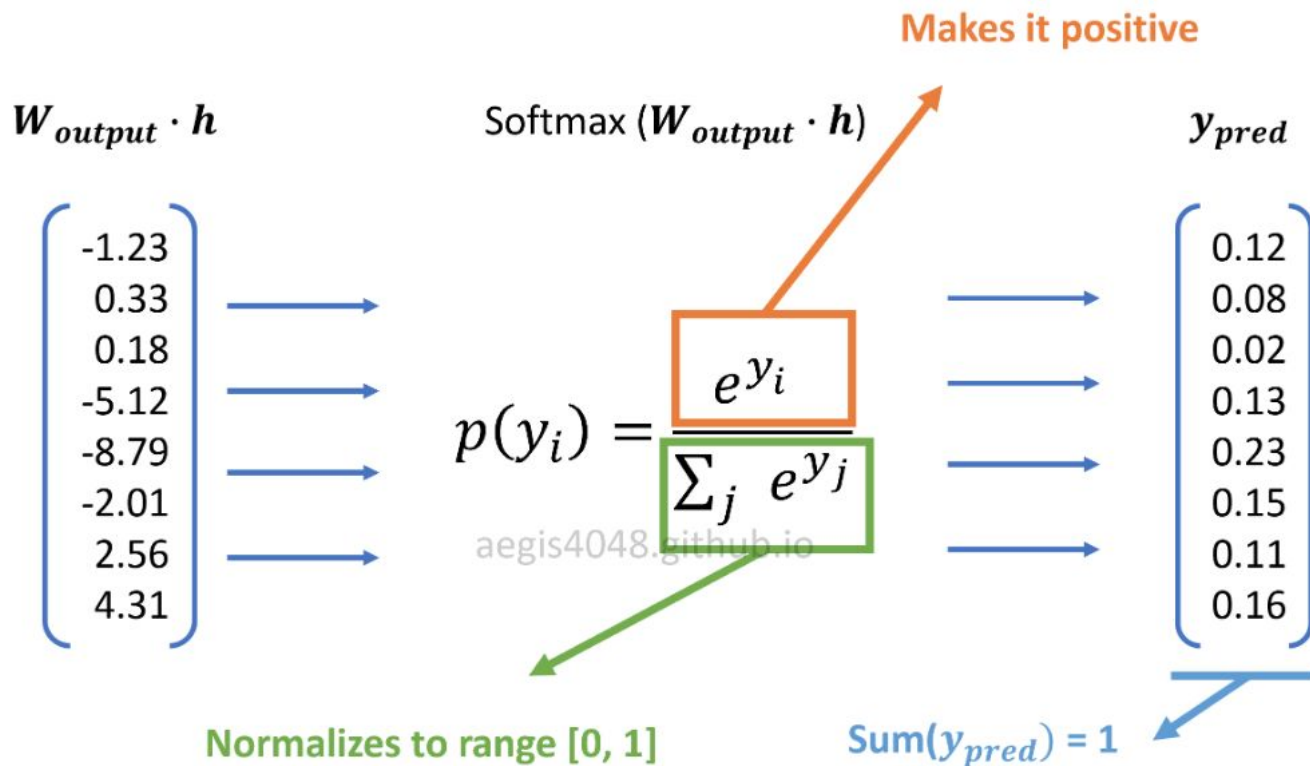 Makes it positive
W_output · h
Softmax (W_output · h)
y_pred
-1.23
0.33
0.18
-5.12
-8.79
-2.01
2.56
4.31
p(y_i) = e^{y_i} / ∑_j e^{y_j}
aegis4048.github.io
0.12
0.08
0.02
0.13
0.23
0.15
0.11
0.16
Normalizes to range [0, 1]
Sum(y_pred) = 1